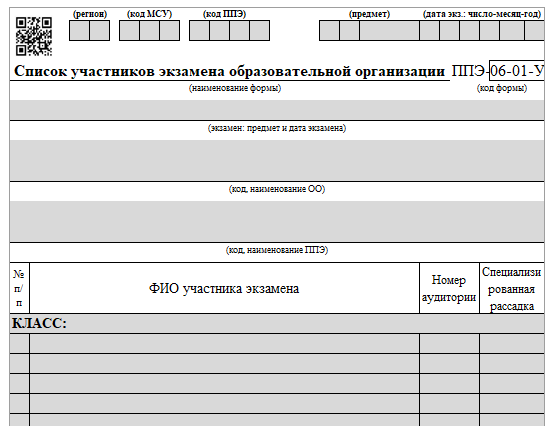 (регион) (код МСУ) (код ППЭ) (предмет) (дата экз.: число-месяц-год)
Список участников экзамена образовательной организации ППЭ-06-01-У
(наименование формы) (код формы)
(экзамен: предмет и дата экзамена)
(код, наименование ОО)
(код, наименование ППЭ)
№
п/
п
ФИО участника экзамена
Номер
аудитории
Специализи
рованная
рассадка
КЛАСС: